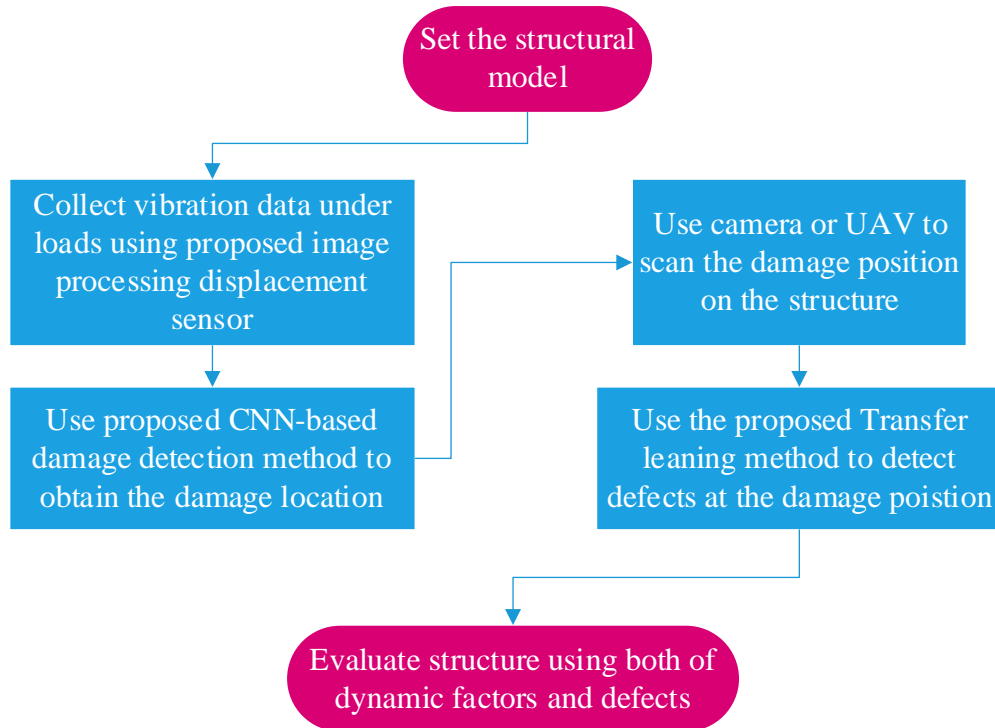 Set the structural
model
Collect vibration data under
loads using proposed image
processing displacement
sensor
Use proposed CNN-based
damage detection method to
obtain the damage location
Use camera or UAV to
scan the damage position
on the structure
Use the proposed Transfer
leaning method to detect
defects at the damage poistion
Evaluate structure using both of
dynamic factors and defects